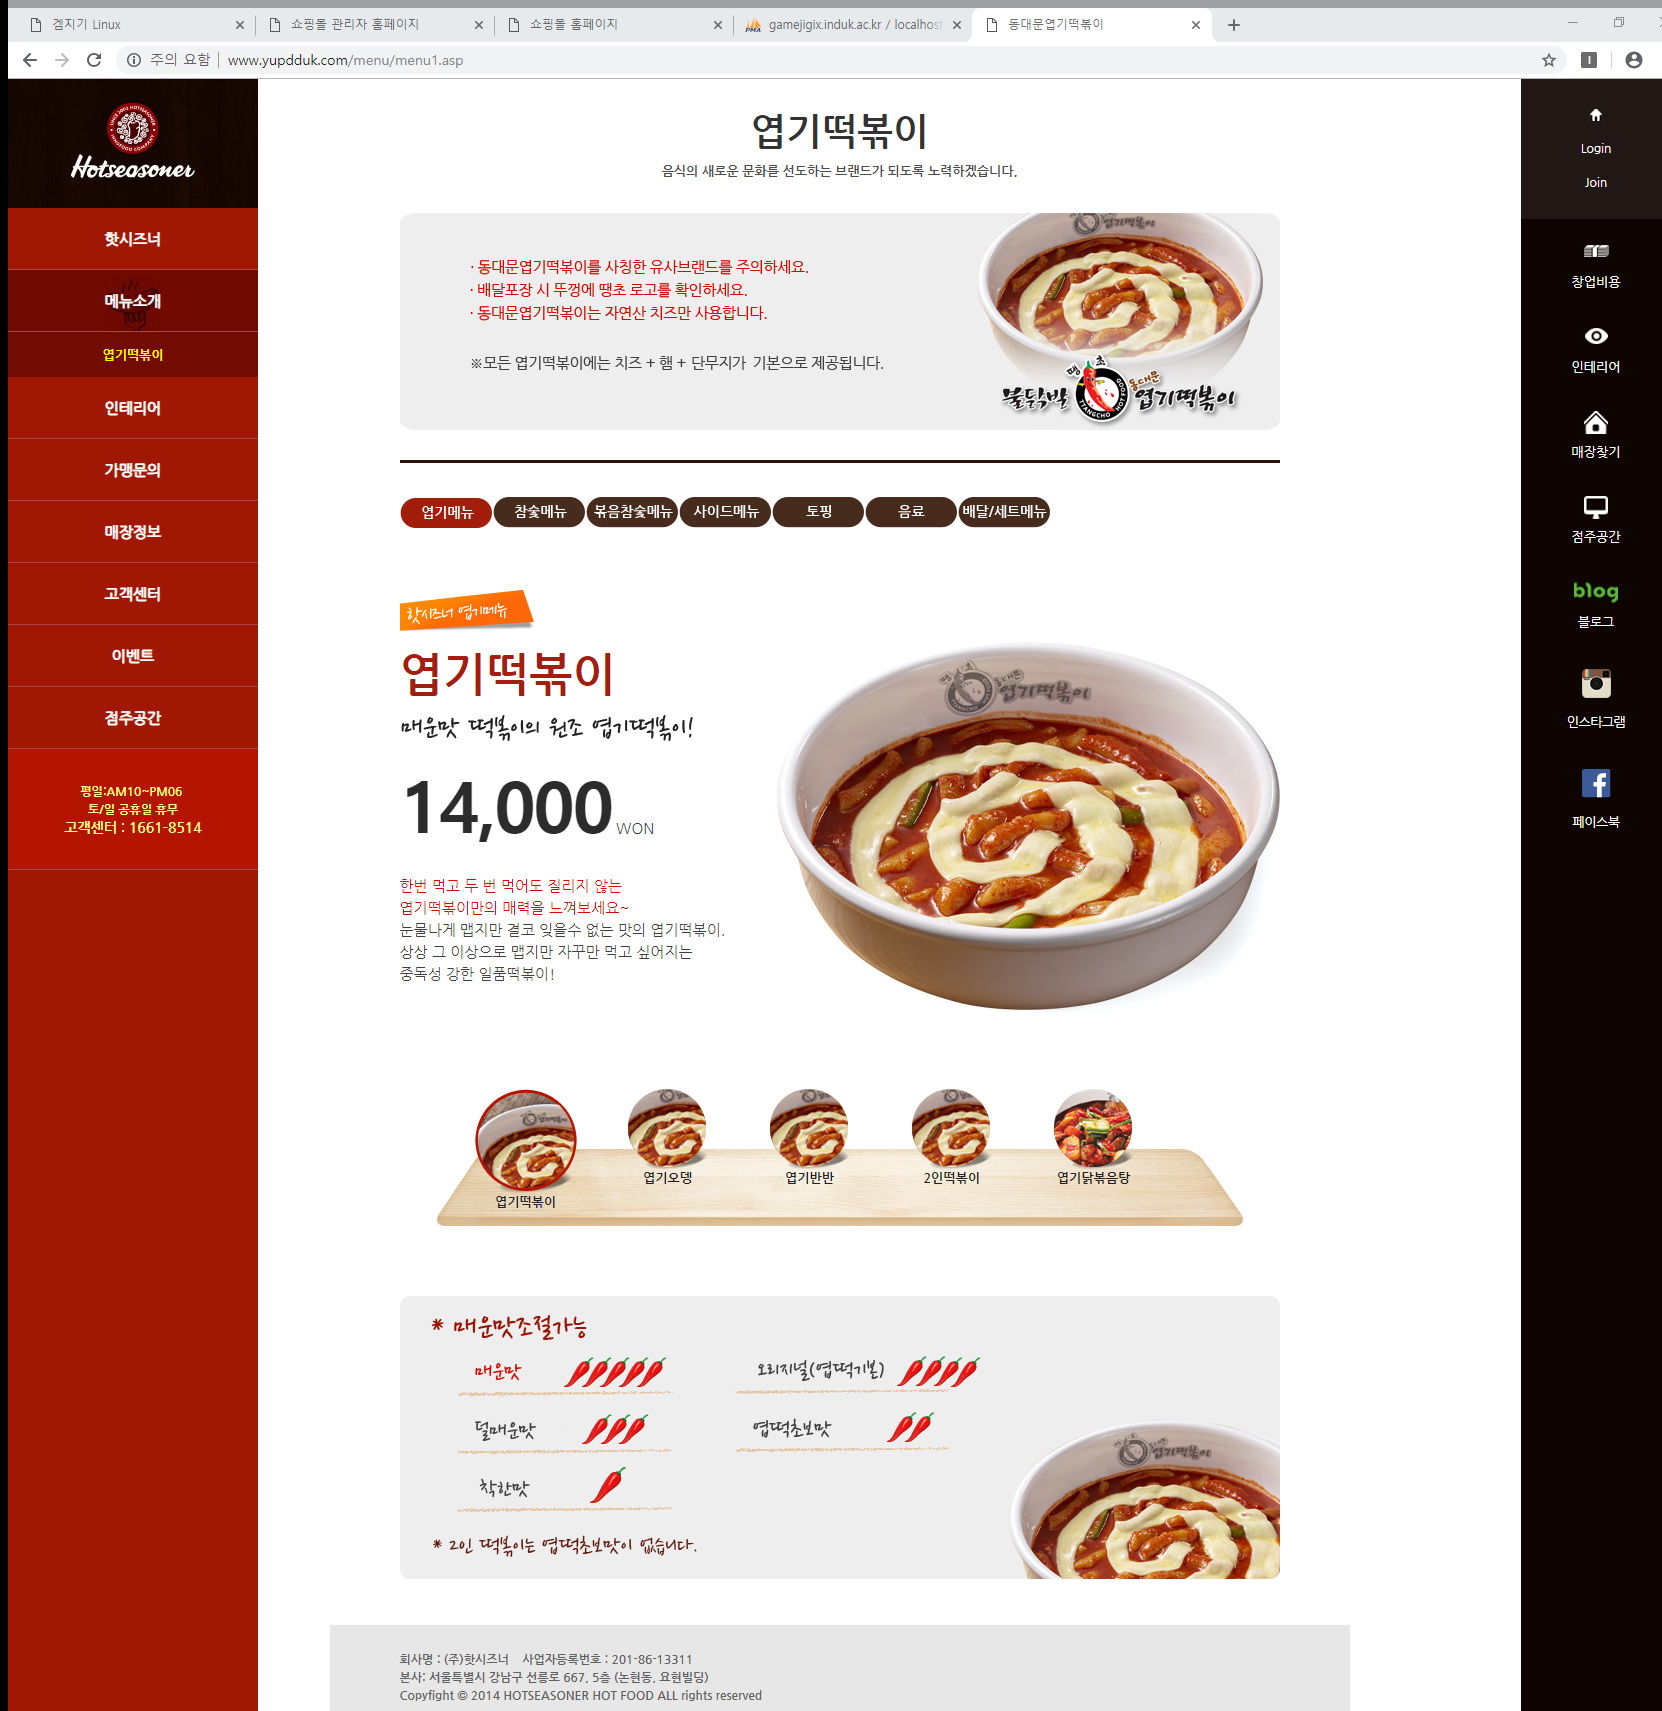 겜지기 Linux
쇼핑몰 관리자 홈페이지
쇼핑몰 홈페이지
gamejigix.induk.ac.kr / localhost
동대문엽기떡볶이
주의 요함
www.yupdduk.com/menu/menu1.asp
Hotseasoner
핫시즈너
메뉴소개
엽기떡볶이
인테리어
가맹문의
매장정보
고객센터
이벤트
점주공간
평일:AM10~PM06
토/일 공휴일 휴무
고객센터 : 1661-8514
엽기떡볶이
음식의 새로운 문화를 선도하는 브랜드가 되도록 노력하겠습니다.
· 동대문엽기떡볶이를 사칭한 유사브랜드를 주의하세요.
· 배달포장 시 뚜껑에 땡초 로고를 확인하세요.
· 동대문엽기떡볶이는 자연산 치즈만 사용합니다.
※모든 엽기떡볶이에는 치즈 + 햄 + 단무지가 기본으로 제공됩니다.
엽기떡볶이
땡초
불닭발 동대문 엽기떡볶이
TTANGCHO HOT FOOD
엽기메뉴 참숯메뉴 볶음참숯메뉴 사이드메뉴 토핑 음료 배달/세트메뉴
핫시즈너 엽기메뉴
엽기떡볶이
매운맛 떡볶이의 원조 엽기떡볶이!
14,000 WON
한번 먹고 두 번 먹어도 질리지 않는
엽기떡볶이만의 매력을 느껴보세요~
눈물나게 맵지만 결코 잊을수 없는 맛의 엽기떡볶이.
상상 그 이상으로 맵지만 자꾸만 먹고 싶어지는
중독성 강한 일품떡볶이!
땡초 동대문 엽기떡볶이
TTANGCHO
엽기떡볶이
엽기오뎅
엽기반반
2인떡볶이
엽기닭볶음탕
* 매운맛조절가능
매운맛
오리지널(엽떡기본)
덜매운맛
엽떡초보맛
착한맛
* 2인 떡볶이는 엽떡초보맛이 없습니다.
엽기떡볶이
회사명 : (주)핫시즈너 사업자등록번호 : 201-86-13311
본사: 서울특별시 강남구 선릉로 667, 5층 (논현동, 요현빌딩)
Copyfight © 2014 HOTSEASONER HOT FOOD ALL rights reserved
Login
Join
창업비용
인테리어
매장찾기
점주공간
blog
블로그
인스타그램
페이스북